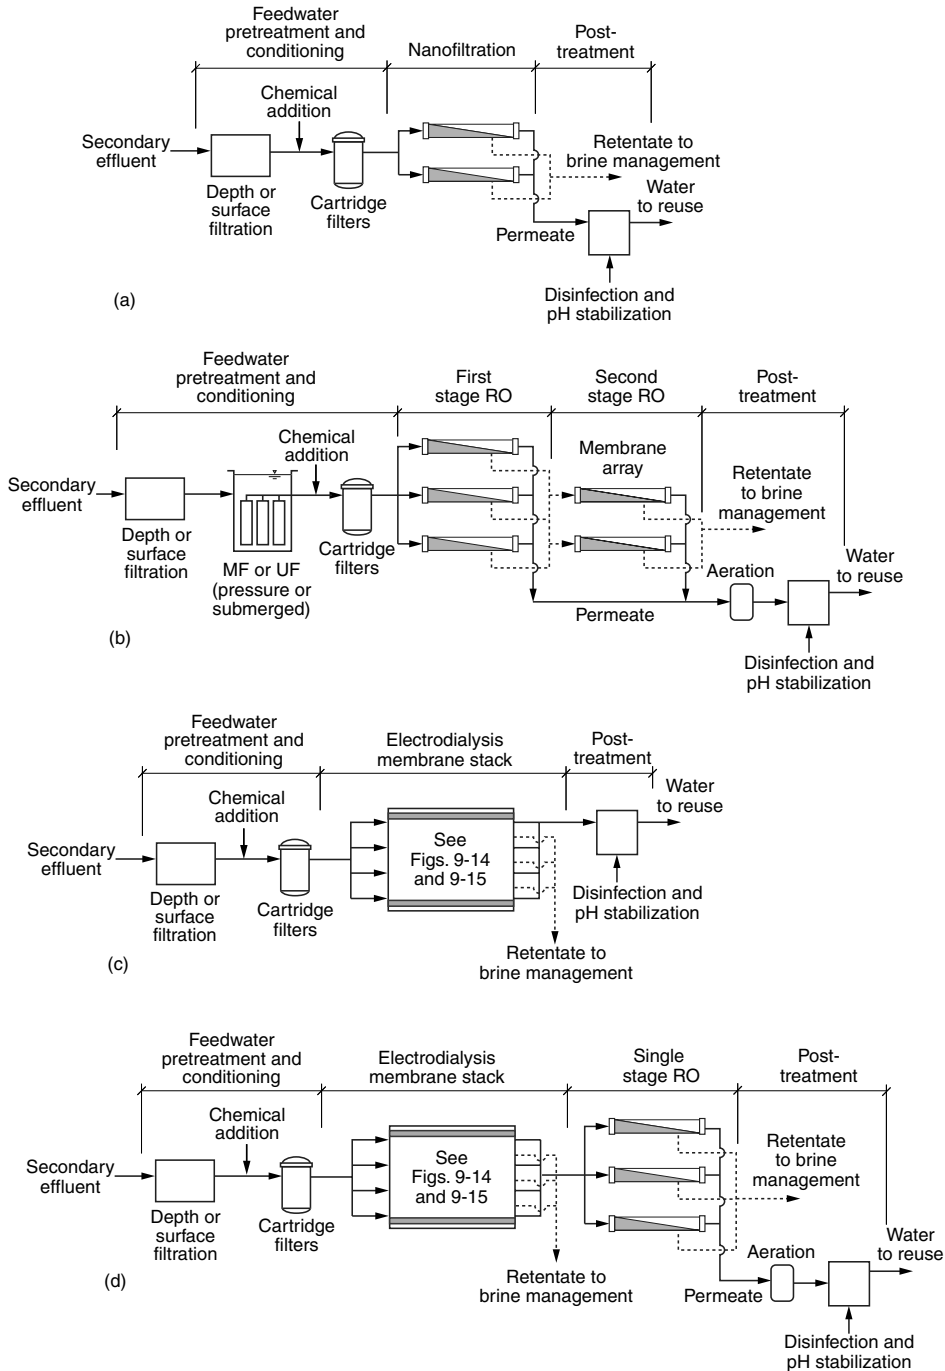 Feedwater
pretreatment and
conditioning
Nanofiltration
Post-
treatment
Chemical
addition
Secondary
effluent
Depth or
surface
filtration
Cartridge
filters
Retentate to
brine management
Water
to reuse
Permeate
Disinfection and
pH stabilization
(a)
Feedwater
pretreatment and
conditioning
First
stage RO
Second
stage RO
Post-
treatment
Chemical
addition
Membrane
array
Secondary
effluent
Retentate
to brine
management
Depth or
surface
filtration
MF or UF
(pressure or
submerged)
Cartridge
filters
Aeration
Water
to reuse
Permeate
Disinfection and
pH stabilization
(b)
Feedwater
pretreatment and
conditioning
Electrodialysis
membrane stack
Post-
treatment
Chemical
addition
Water
to reuse
Secondary
effluent
See
Figs. 9-14
and 9-15
Depth or
surface
filtration
Cartridge
filters
Disinfection and
pH stabilization
Retentate to
brine management
(c)
Feedwater
pretreatment and
conditioning
Electrodialysis
membrane stack
Single
stage RO
Post-
treatment
Chemical
addition
Secondary
effluent
See
Figs. 9-14
and 9-15
Retentate
to brine
management
Depth or
surface
filtration
Cartridge
filters
Retentate to
brine management
Aeration
Water
to reuse
Permeate
Disinfection and
pH stabilization
(d)